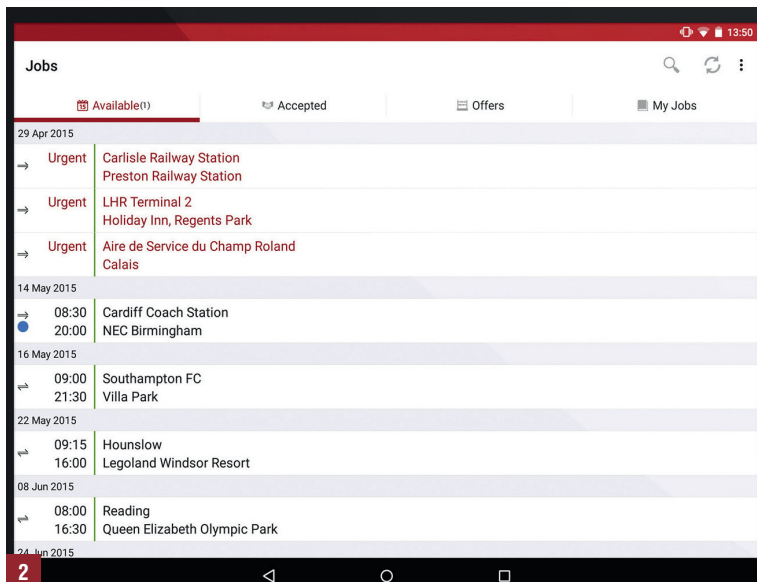 13:50
Jobs
15 Available(1) Accepted Offers My Jobs
29 Apr 2015
Urgent Carlisle Railway Station
Preston Railway Station
Urgent LHR Terminal 2
Holiday Inn, Regents Park
Urgent Aire de Service du Champ Roland
Calais
14 May 2015
08:30 Cardiff Coach Station
20:00 NEC Birmingham
16 May 2015
09:00 Southampton FC
21:30 Villa Park
22 May 2015
09:15 Hounslow
16:00 Legoland Windsor Resort
08 Jun 2015
08:00 Reading
16:30 Queen Elizabeth Olympic Park
24 Jun 2015
2